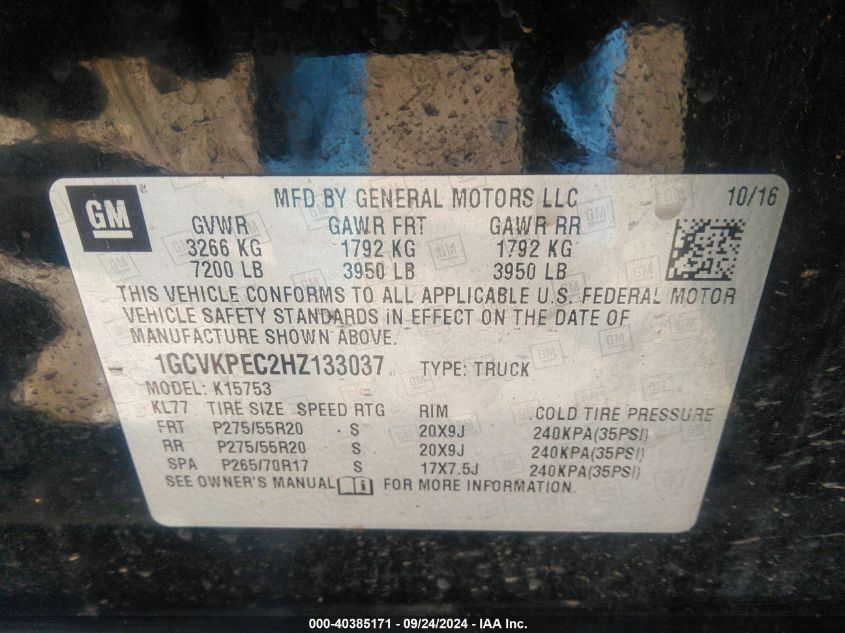 GM
MFD BY GENERAL MOTORS LLC 10/16
GVWR GAWR FRT GAWR RR
3266 KG 1792 KG 1792 KG
7200 LB 3950 LB 3950 LB
THIS VEHICLE CONFORMS TO ALL APPLICABLE U.S. FEDERAL MOTOR
VEHICLE SAFETY STANDARDS IN EFFECT ON THE DATE OF
MANUFACTURE SHOWN ABOVE.
1GCVKPEC2HZ133037 TYPE: TRUCK
MODEL: K15753
KL77 TIRE SIZE SPEED RTG RIM COLD TIRE PRESSURE
FRT P275/55R20 S 20X9J 240KPA(35PSI)
RR P275/55R20 S 20X9J 240KPA(35PSI)
SPA P265/70R17 S 17X7.5J 240KPA(35PSI)
SEE OWNER'S MANUAL FOR MORE INFORMATION.
000-40385171 - 09/24/2024 - IAA Inc.